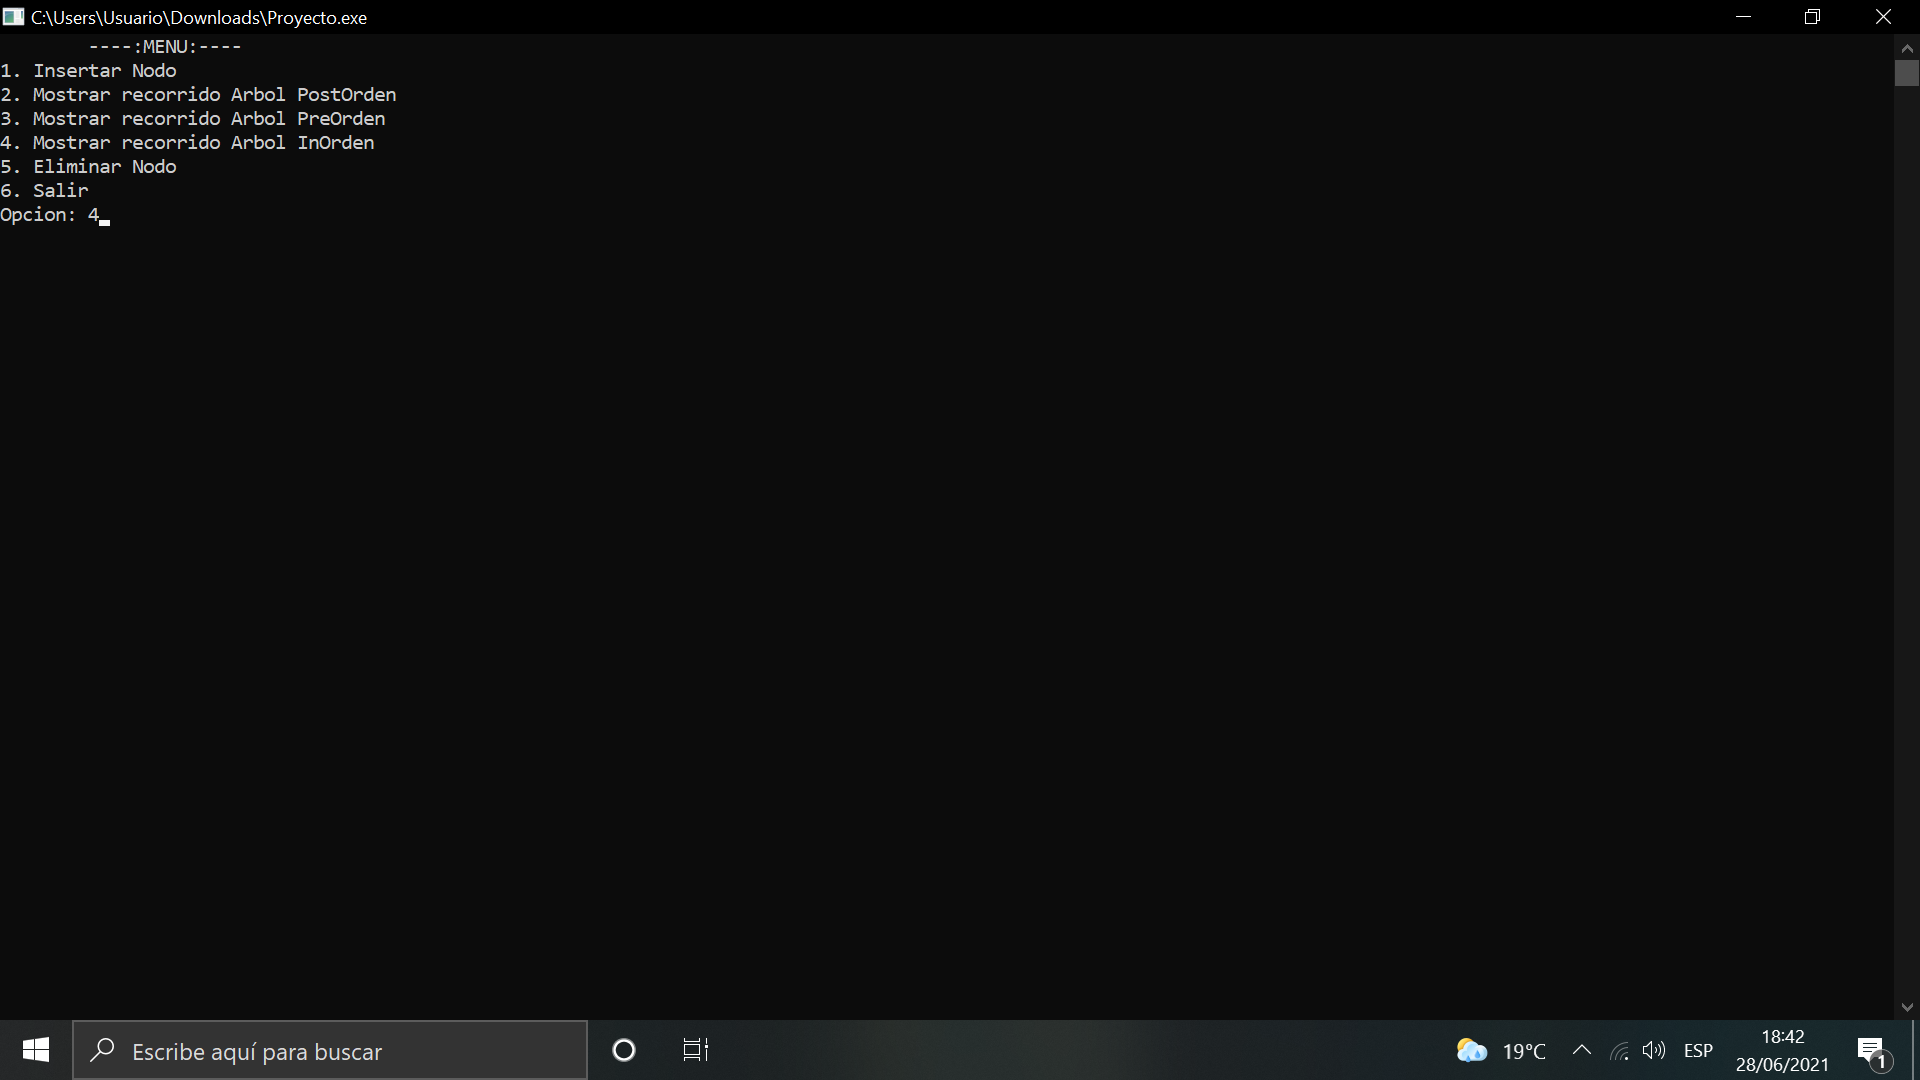 C:\Users\Usuario\Downloads\Proyecto.exe
----:MENU:----
1. Insertar Nodo
2. Mostrar recorrido Arbol PostOrden
3. Mostrar recorrido Arbol PreOrden
4. Mostrar recorrido Arbol InOrden
5. Eliminar Nodo
6. Salir
Opcion: 4
Escribe aquí para buscar
19°C
ESP
18:42
28/06/2021
1